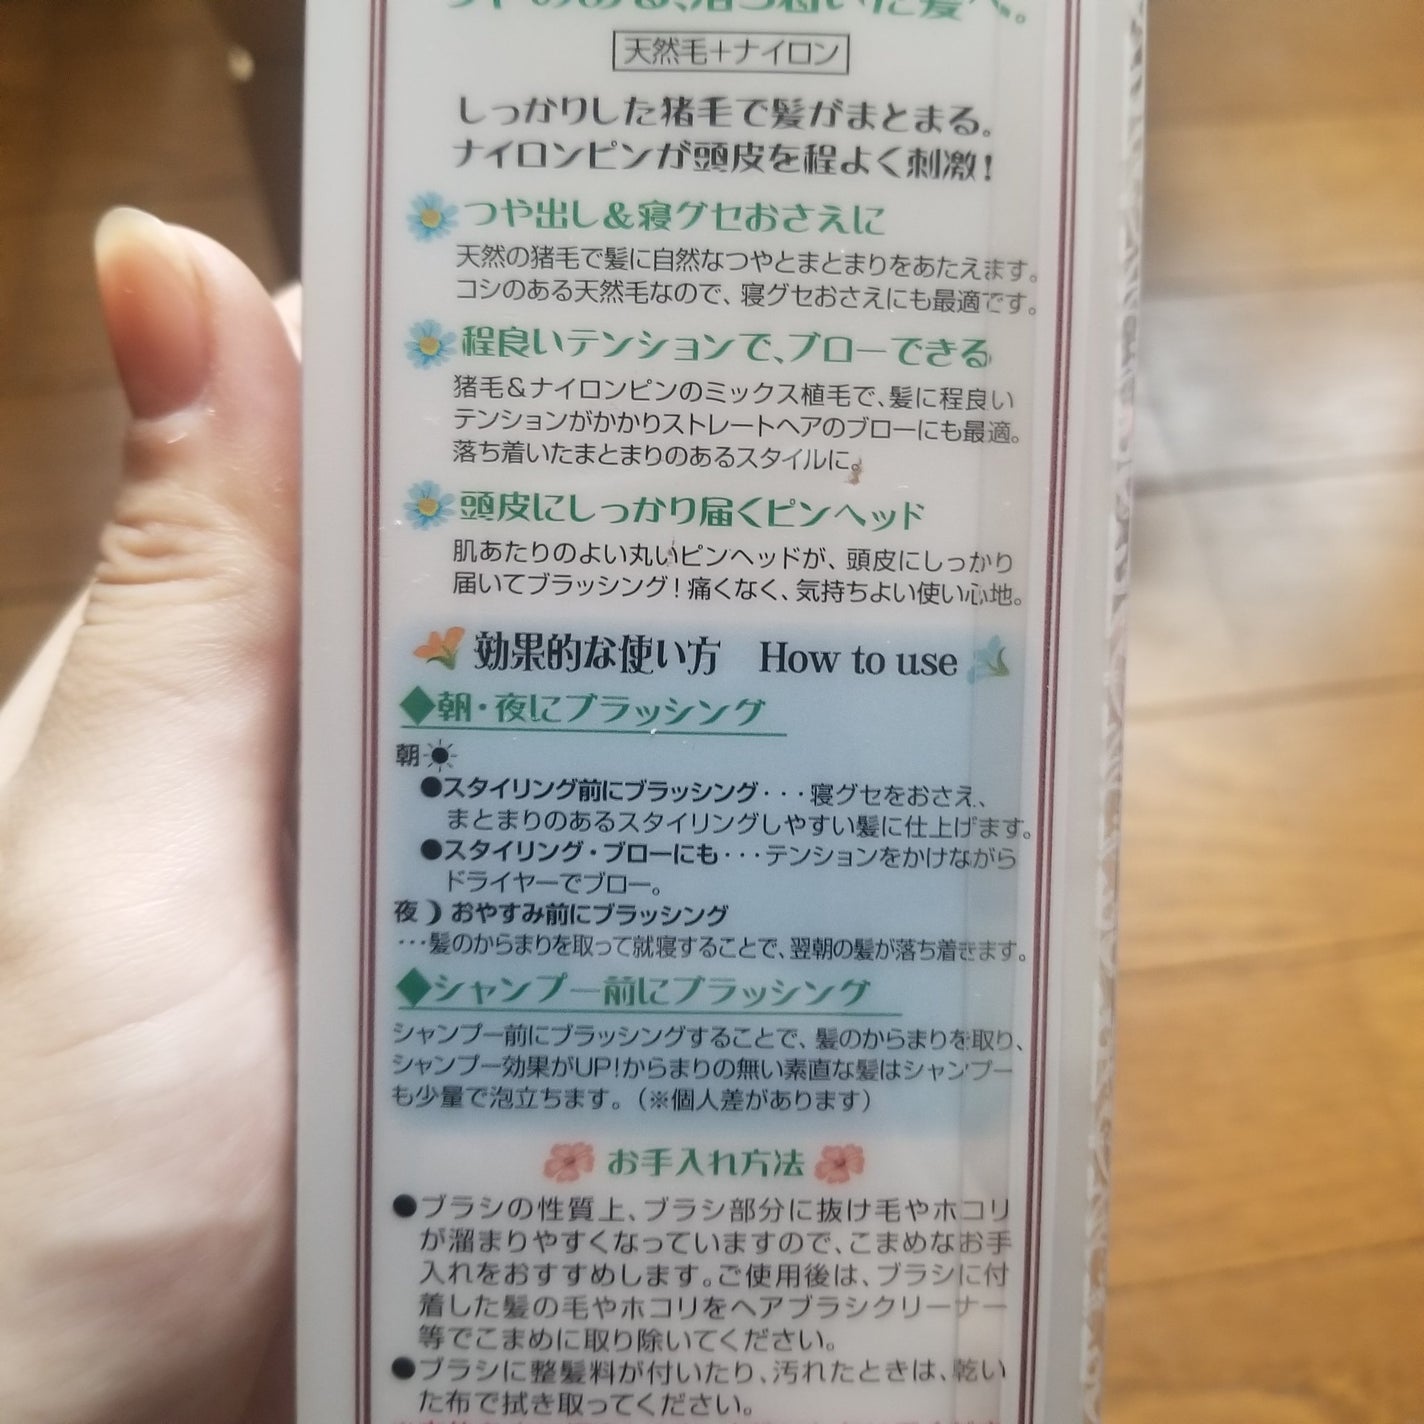 つやのある、落ち着いた髪へ。
天然毛+ナイロン
しっかりした猪毛で髪がまとまる。
ナイロンピンが頭皮を程よく刺激!
つや出し&寝グセおさえに
天然の猪毛で髪に自然なつやとまとまりをあたえます。
コシのある天然毛なので、寝グセおさえにも最適です。
程良いテンションで、ブローできる
猪毛&ナイロンピンのミックス植毛で、髪に程良い
テンションがかかりストレートヘアのブローにも最適。
落ち着いたまとまりのあるスタイルに。
頭皮にしっかり届くピンヘッド
肌あたりのよい丸いピンヘッドが、頭皮にしっかり
届いてブラッシング!痛くなく、気持ちよい使い心地。
効果的な使い方 How to use
◆朝・夜にブラッシング
朝
●スタイリング前にブラッシング・・・寝グセをおさえ、
まとまりのあるスタイリングしやすい髪に仕上げます。
●スタイリング・ブローにも・・・テンションをかけながら
ドライヤーでブロー。
夜 おやすみ前にブラッシング
・・・髪のからまりを取って就寝することで、翌朝の髪が落ち着きます。
◆シャンプー前にブラッシング
シャンプー前にブラッシングすることで、髪のからまりを取り、
シャンプー効果がUP!からまりの無い素直な髪はシャンプー
も少量で泡立ちます。(※個人差があります)
お手入れ方法
●ブラシの性質上、ブラシ部分に抜け毛やホコリ
が溜まりやすくなっていますので、こまめなお手
入れをおすすめします。ご使用後は、ブラシに付
着した髪の毛やホコリをヘアブラシクリーナー
等でこまめに取り除いてください。
●ブラシに整髪料が付いたり、汚れたときは、乾い
た布で拭き取ってください。